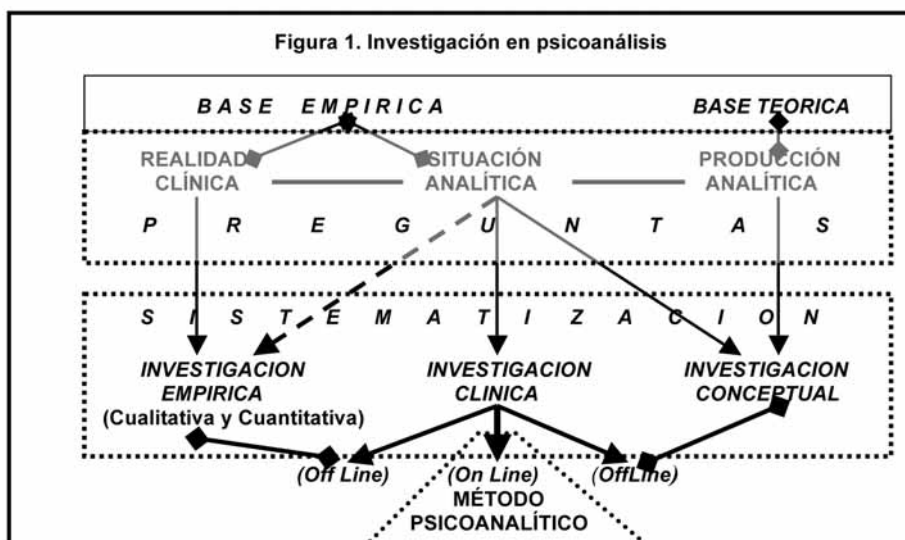 Figura 1. Investigación en psicoanálisis
BASE EMPIRICA BASE TEORICA
REALIDAD SITUACIÓN PRODUCCIÓN
CLÍNICA ANALÍTICA ANALÍTICA
P R E G U N T A S
S I S T E M A T I Z A C I O N
INVESTIGACION INVESTIGACION INVESTIGACION
EMPIRICA CLINICA CONCEPTUAL
(Cualitativa y Cuantitativa)
(Off Line) (On Line) (OffLine)
MÉTODO
PSICOANALÍTICO